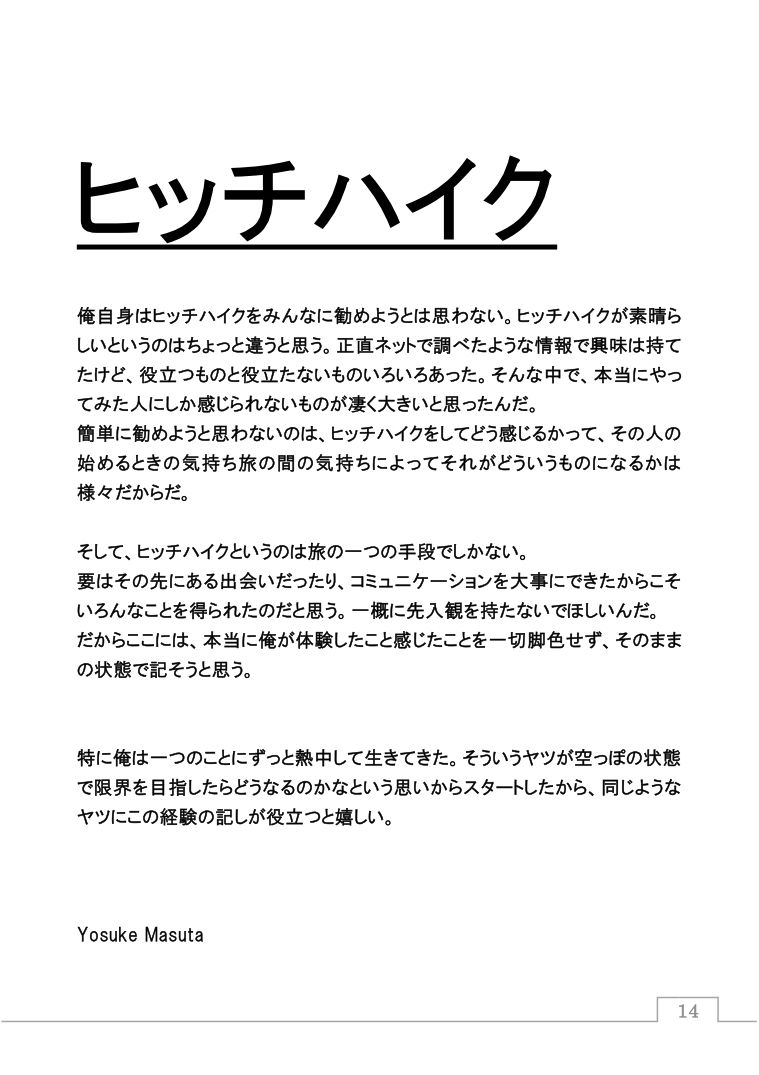 ヒッチハイク
俺自身はヒッチハイクをみんなに勧めようとは思わない。ヒッチハイクが素晴ら
しいというのはちょっと違うと思う。正直ネットで調べたような情報で興味は持て
たけど、役立つものと役立たないものいろいろあった。そんな中で、本当にやっ
てみた人にしか感じられないものが凄く大きいと思ったんだ。
簡単に勧めようと思わないのは、ヒッチハイクをしてどう感じるかって、その人の
始めるときの気持ち旅の間の気持ちによってそれがどういうものになるかは
様々だからだ。
そして、ヒッチハイクというのは旅の一つの手段でしかない。
要はその先にある出会いだったり、コミュニケーションを大事にできたからこそ
いろんなことを得られたのだと思う。一概に先入観を持たないでほしいんだ。
だからここには、本当に俺が体験したこと感じたことを一切脚色せず、そのまま
の状態で記そうと思う。
特に俺は一つのことにずっと熱中して生きてきた。そういうヤツが空っぽの状態
で限界を目指したらどうなるのかなという思いからスタートしたから、同じような
ヤツにこの経験の記しが役立つと嬉しい。
Yosuke Masuta
14